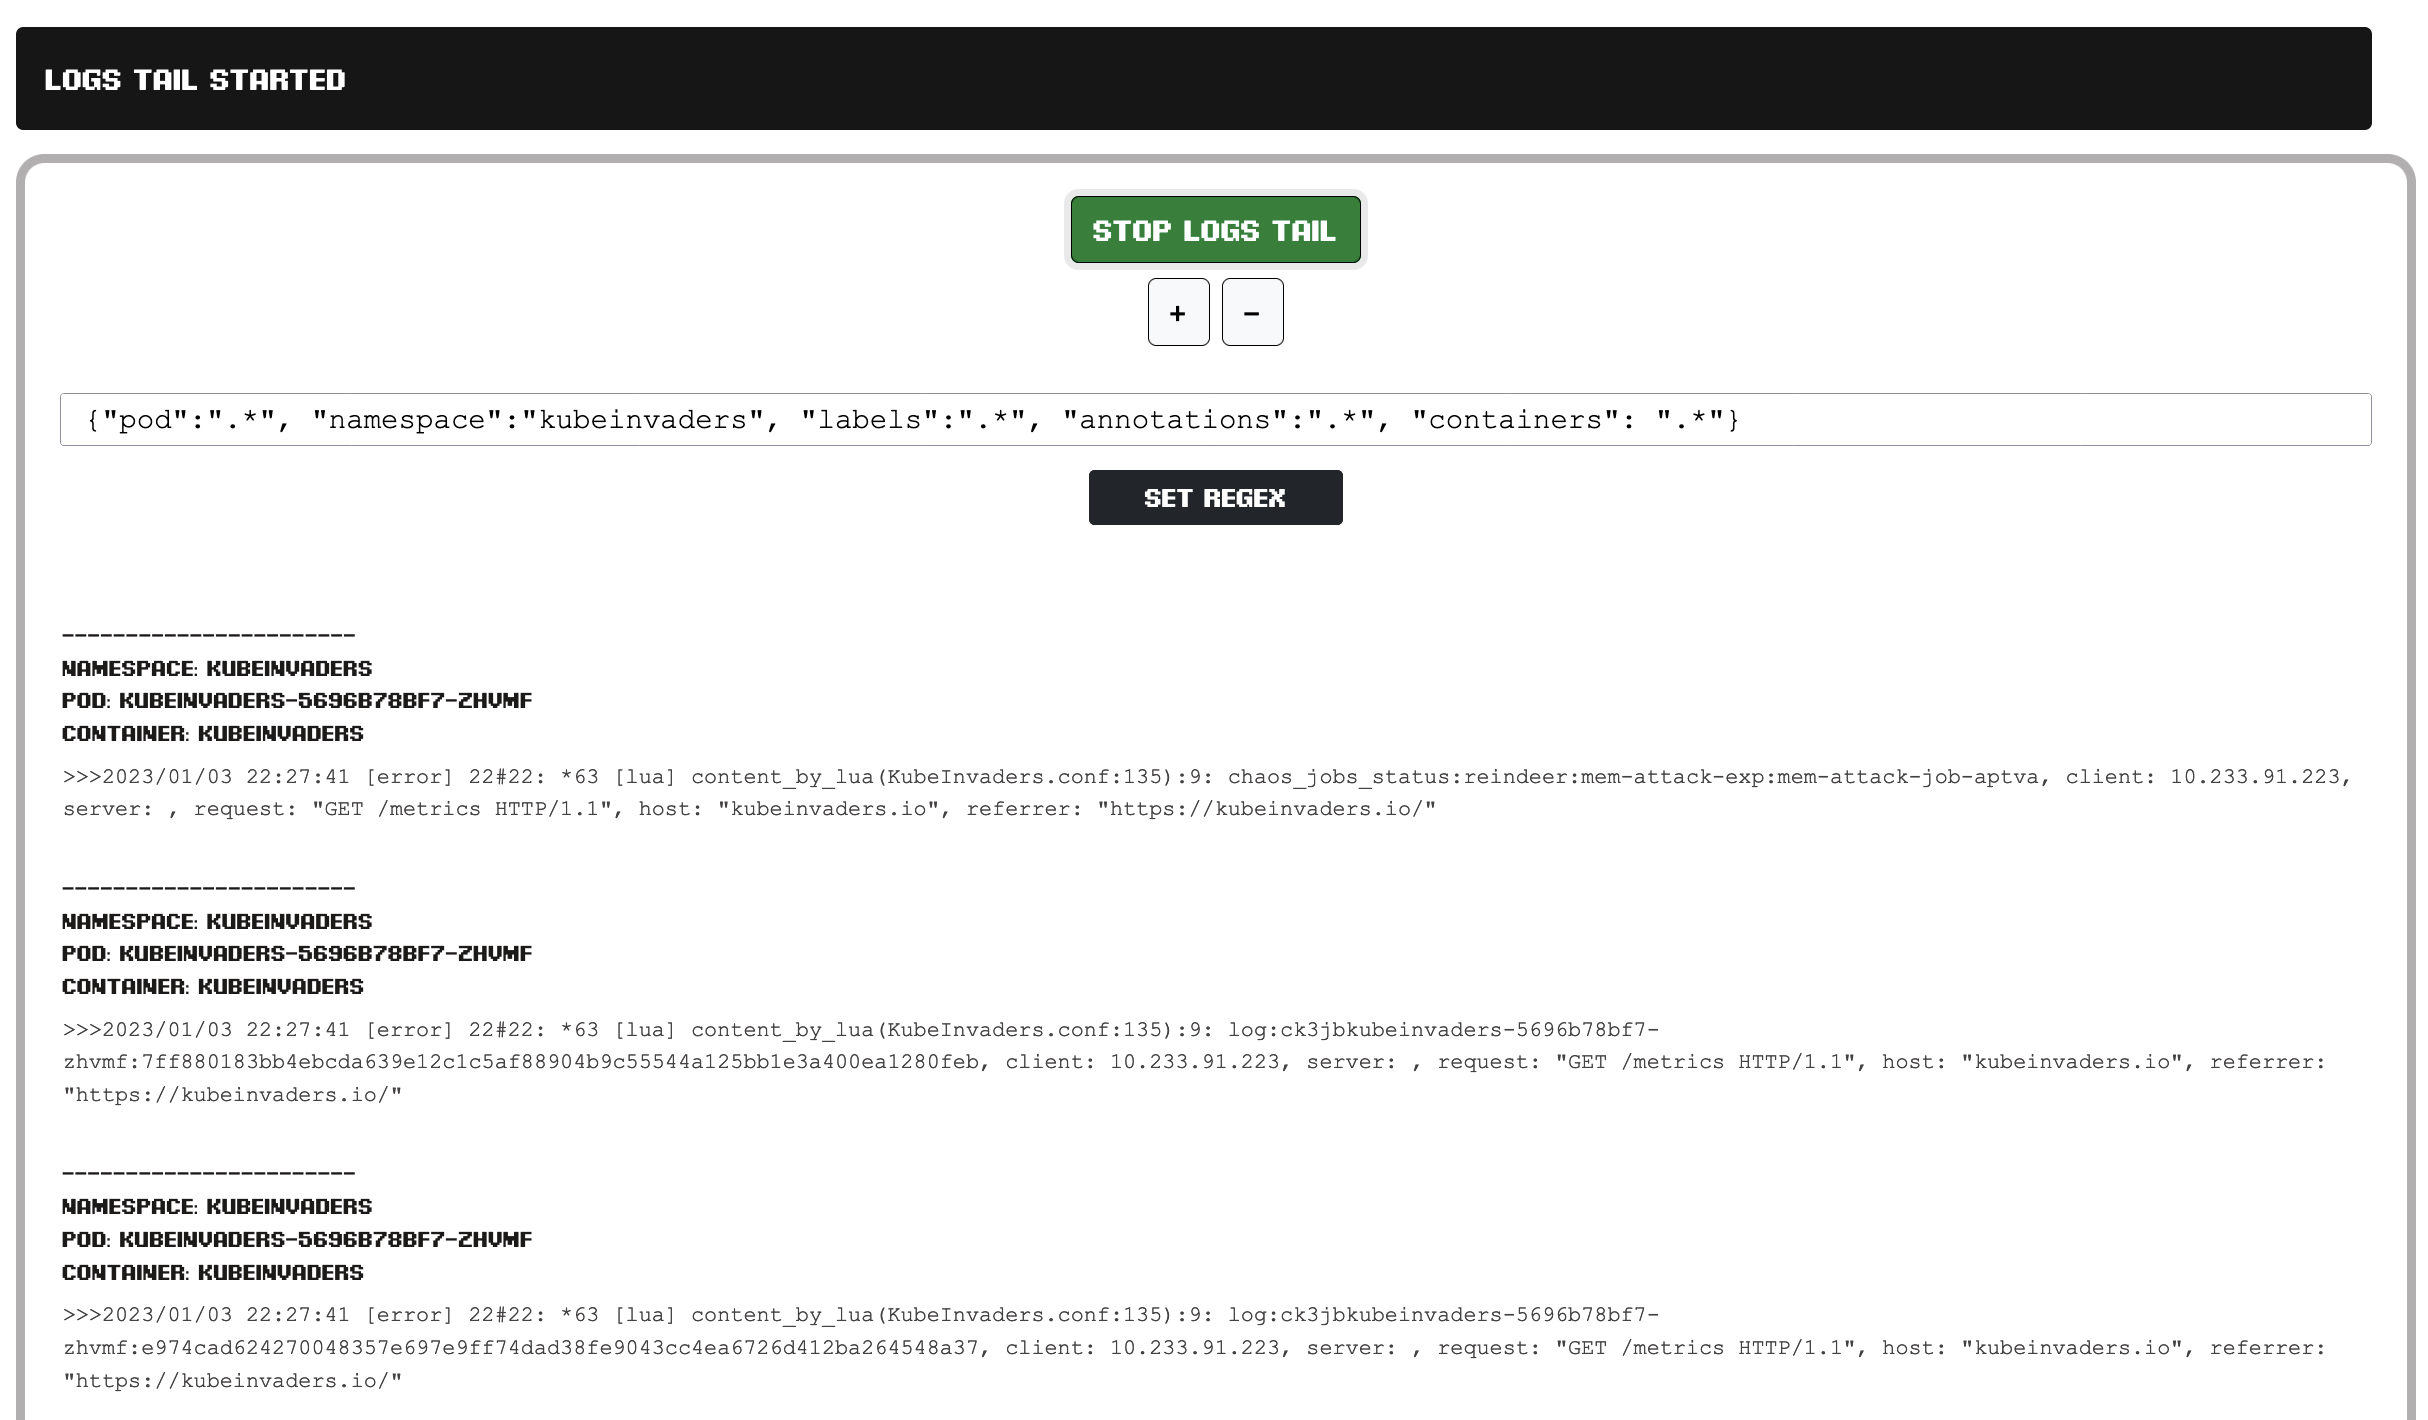 LOGS TAIL STARTED
STOP LOGS TAIL
+ -
{"pod":".*", "namespace":"kubeinvaders", "labels":".*", "annotations":".*", "containers": ".*"}
SET REGEX
-----------------------
NAMESPACE: KUBEINVADERS
POD: KUBEINVADERS-5696B78BF7-ZHVMF
CONTAINER: KUBEINVADERS
>>>2023/01/03 22:27:41 [error] 22#22: *63 [lua] content_by_lua(KubeInvaders.conf:135):9: chaos_jobs_status:reindeer:mem-attack-exp:mem-attack-job-aptva, client: 10.233.91.223,
server: , request: "GET /metrics HTTP/1.1", host: "kubeinvaders.io", referrer: "https://kubeinvaders.io/"
-----------------------
NAMESPACE: KUBEINVADERS
POD: KUBEINVADERS-5696B78BF7-ZHVMF
CONTAINER: KUBEINVADERS
>>>2023/01/03 22:27:41 [error] 22#22: *63 [lua] content_by_lua(KubeInvaders.conf:135):9: log:ck3jbkubeinvaders-5696b78bf7-
zhvmf:7ff880183bb4ebcda639e12c1c5af88904b9c55544a125bb1e3a400ea1280feb, client: 10.233.91.223, server: , request: "GET /metrics HTTP/1.1", host: "kubeinvaders.io", referrer:
"https://kubeinvaders.io/"
-----------------------
NAMESPACE: KUBEINVADERS
POD: KUBEINVADERS-5696B78BF7-ZHVMF
CONTAINER: KUBEINVADERS
>>>2023/01/03 22:27:41 [error] 22#22: *63 [lua] content_by_lua(KubeInvaders.conf:135):9: log:ck3jbkubeinvaders-5696b78bf7-
zhvmf:e974cad624270048357e697e9ff74dad38fe9043cc4ea6726d412ba264548a37, client: 10.233.91.223, server: , request: "GET /metrics HTTP/1.1", host: "kubeinvaders.io", referrer:
"https://kubeinvaders.io/"